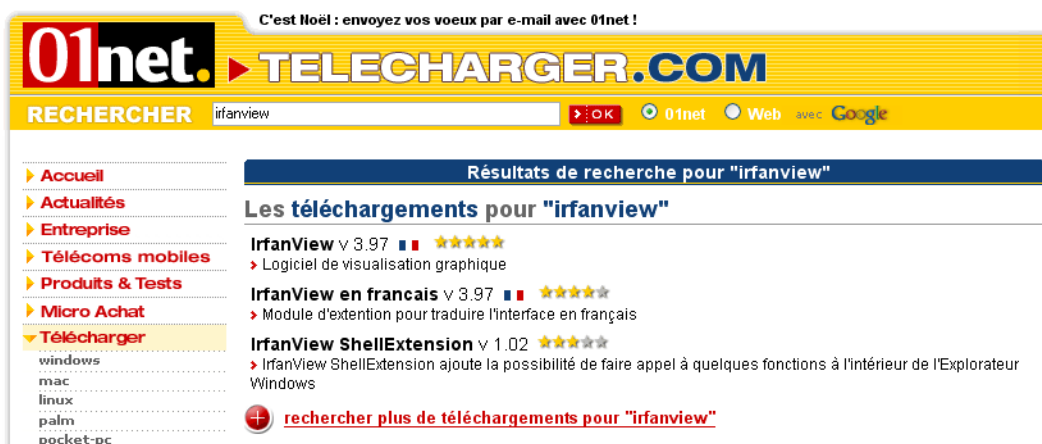 C'est Noël : envoyez vos voeux par e-mail avec 01net !
01net.
TELECHARGER.COM
RECHERCHER
irfanview
OK
01net
Web
avec Google
Accueil
Actualités
Entreprise
Télécoms mobiles
Produits & Tests
Micro Achat
Télécharger
windows
mac
linux
palm
pocket-pc
Résultats de recherche pour "irfanview"
Les téléchargements pour "irfanview"
IrfanView v 3.97
Logiciel de visualisation graphique
IrfanView en francais v 3.97
Module d'extention pour traduire l'interface en français
IrfanView ShellExtension v 1.02
IrfanView ShellExtension ajoute la possibilité de faire appel à quelques fonctions à l'intérieur de l'Explorateur
Windows
rechercher plus de téléchargements pour "irfanview"